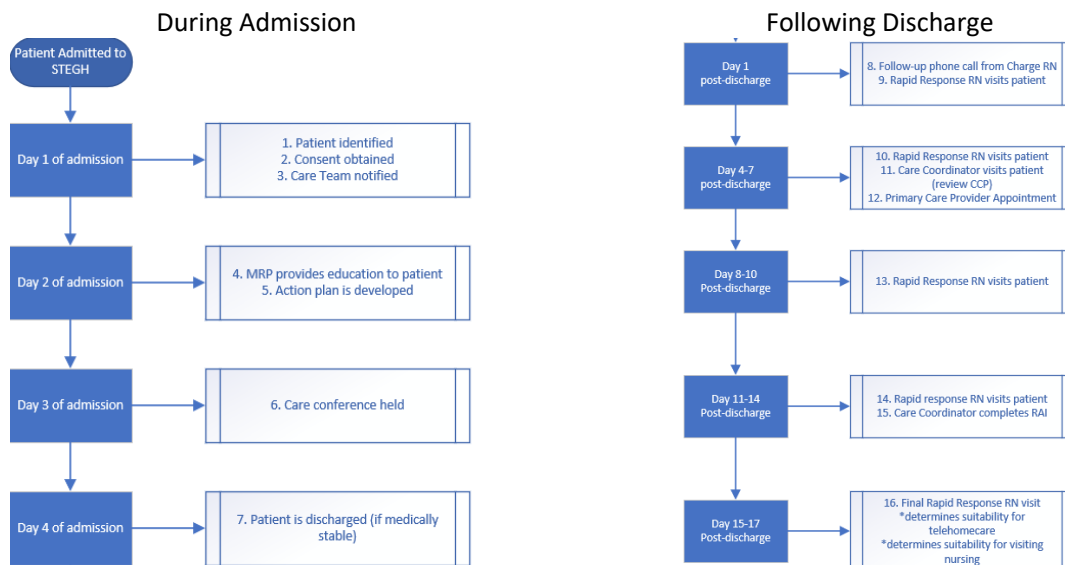 During Admission
Patient Admitted to
STEGH
Day 1 of admission
1. Patient identified
2. Consent obtained
3. Care Team notified
Day 2 of admission
4. MRP provides education to patient
5. Action plan is developed
Day 3 of admission
6. Care conference held
Day 4 of admission
7. Patient is discharged (if medically
stable)
Following Discharge
Day 1
post-discharge
8. Follow-up phone call from Charge RN
9. Rapid Response RN visits patient
Day 4-7
post-discharge
10. Rapid Response RN visits patient
11. Care Coordinator visits patient
(review CCP)
12. Primary Care Provider Appointment
Day 8-10
Post-discharge
13. Rapid Response RN visits patient
Day 11-14
Post-discharge
14. Rapid response RN visits patient
15. Care Coordinator completes RAI
Day 15-17
Post-discharge
16. Final Rapid Response RN visit
*determines suitability for
telehomecare
*determines suitability for visiting
nursing